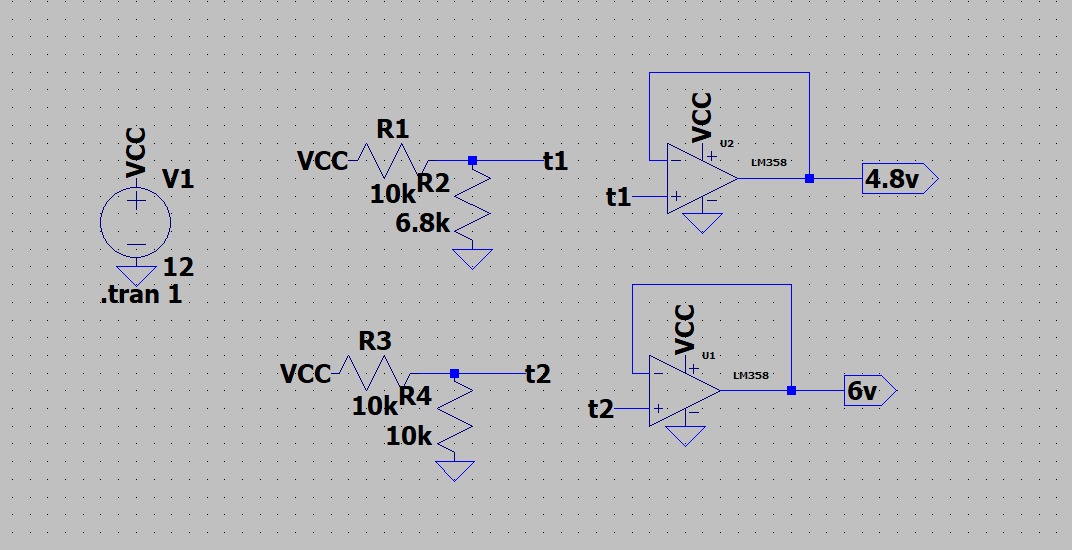 VCC
V1
12
.tran 1
R1
VCC
t1
10k
R2
6.8k
VCC
U2
LM358
t1
4.8v
R3
VCC
t2
10k
R4
10k
VCC
U1
LM358
t2
6v